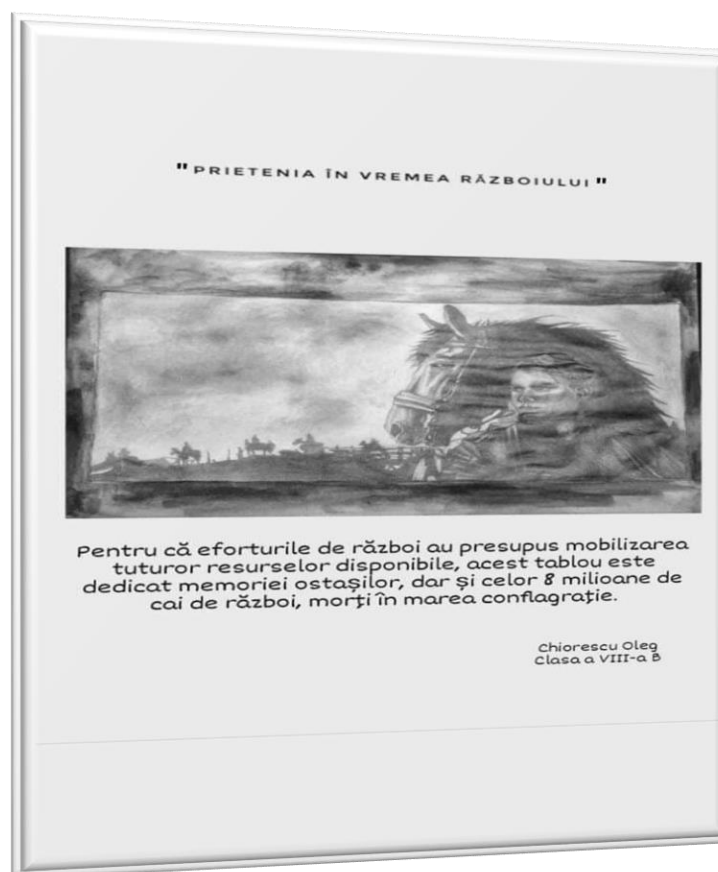 "PRIETENIA ÎN VREMEA RĂZBOIULUI"
Pentru că eforturile de război au presupus mobilizarea
tuturor resurselor disponibile, acest tablou este
dedicat memoriei ostașilor, dar și celor 8 milioane de
cai de război, morți în marea conflagrație.
Chiorescu Oleg
Clasa a VIII-a B